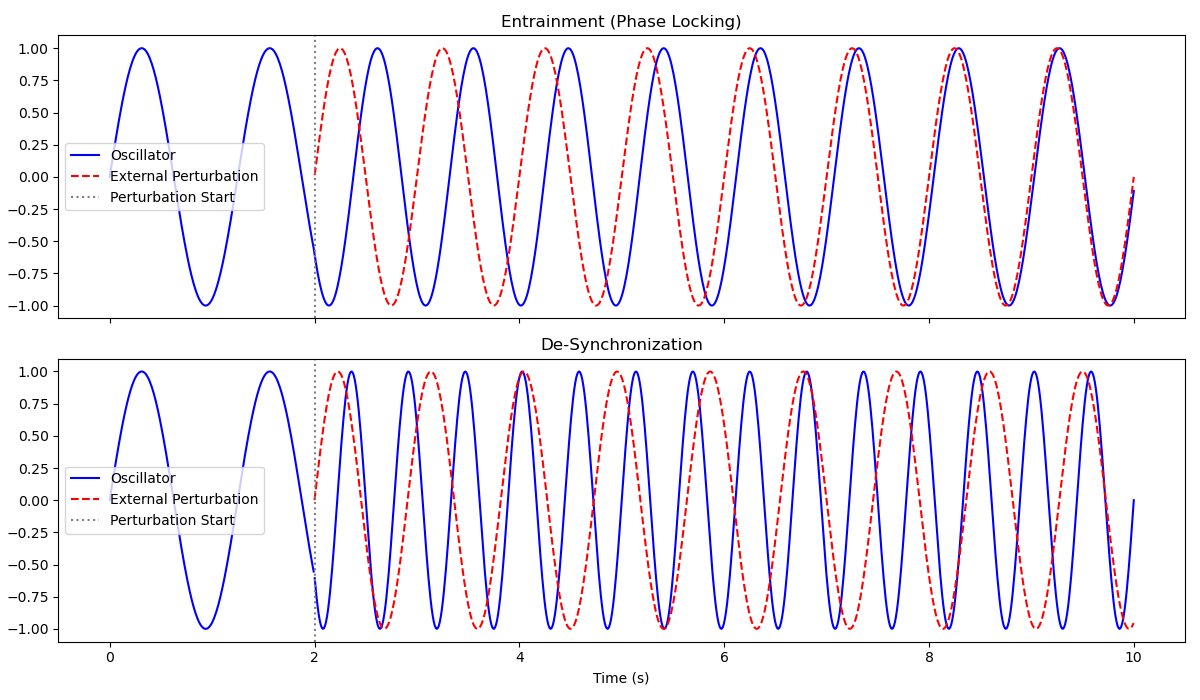 Entrainment (Phase Locking)
1.00
0.75
0.50
0.25
0.00
−0.25
−0.50
−0.75
−1.00
Oscillator
External Perturbation
Perturbation Start
De-Synchronization
1.00
0.75
0.50
0.25
0.00
−0.25
−0.50
−0.75
−1.00
Oscillator
External Perturbation
Perturbation Start
0 2 4 6 8 10
Time (s)